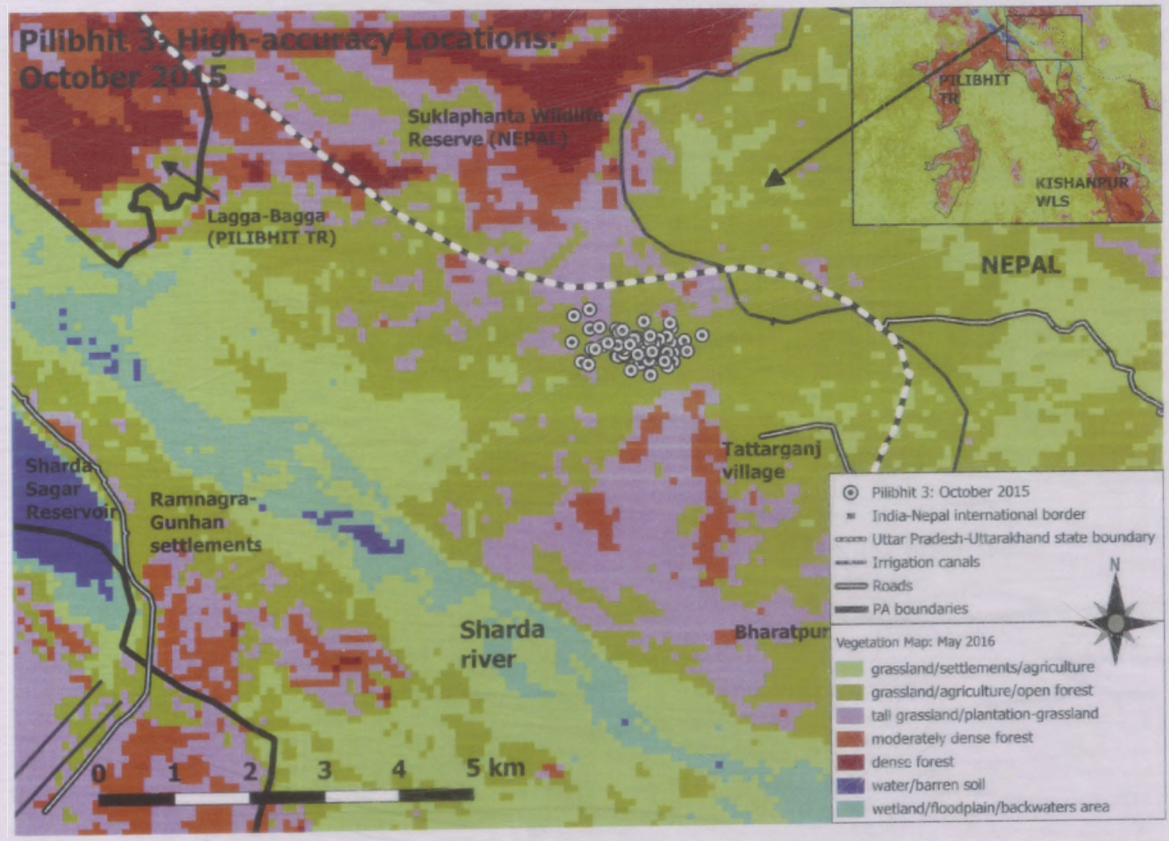 Pilibhit 3: High-accuracy Locations:
October 2015
Suklaphanta Wildlife
Reserve (NEPAL)
PILIBHIT
TR
KISHANPUR
WLS
Lagga-Bagga
(PILIBHIT TR)
NEPAL
Tattarganj
village
Sharda
Sagar
Reservoir
Ramnagra-
Gunhan
settlements
Sharda
river
Bharatpur
0 1 2 3 4 5 km
Pilibhit 3: October 2015
India-Nepal international border
Uttar Pradesh-Uttarakhand state boundary
Irrigation canals
Roads
PA boundaries
N
Vegetation Map: May 2016
grassland/settlements/agriculture
grassland/agriculture/open forest
tall grassland/plantation-grassland
moderately dense forest
dense forest
water/barren soil
wetland/floodplain/backwaters area